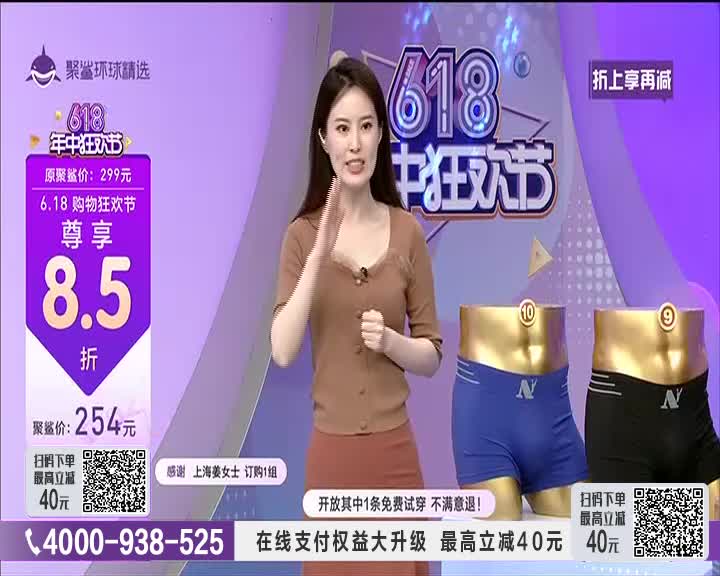 聚鲨环球精选
618
年中狂欢节
原聚鲨价：299元
6.18 购物狂欢节
尊享
8.5
折
聚鲨价：254元
扫码下单
最高立减
40元
618
中狂欢节
折上享再减
10
9
N
N
感谢 上海姜女士 订购1组
开放其中1条免费试穿 不满意退！
扫码下单
最高立减
40元
4000-938-525
在线支付权益大升级 最高立减40元